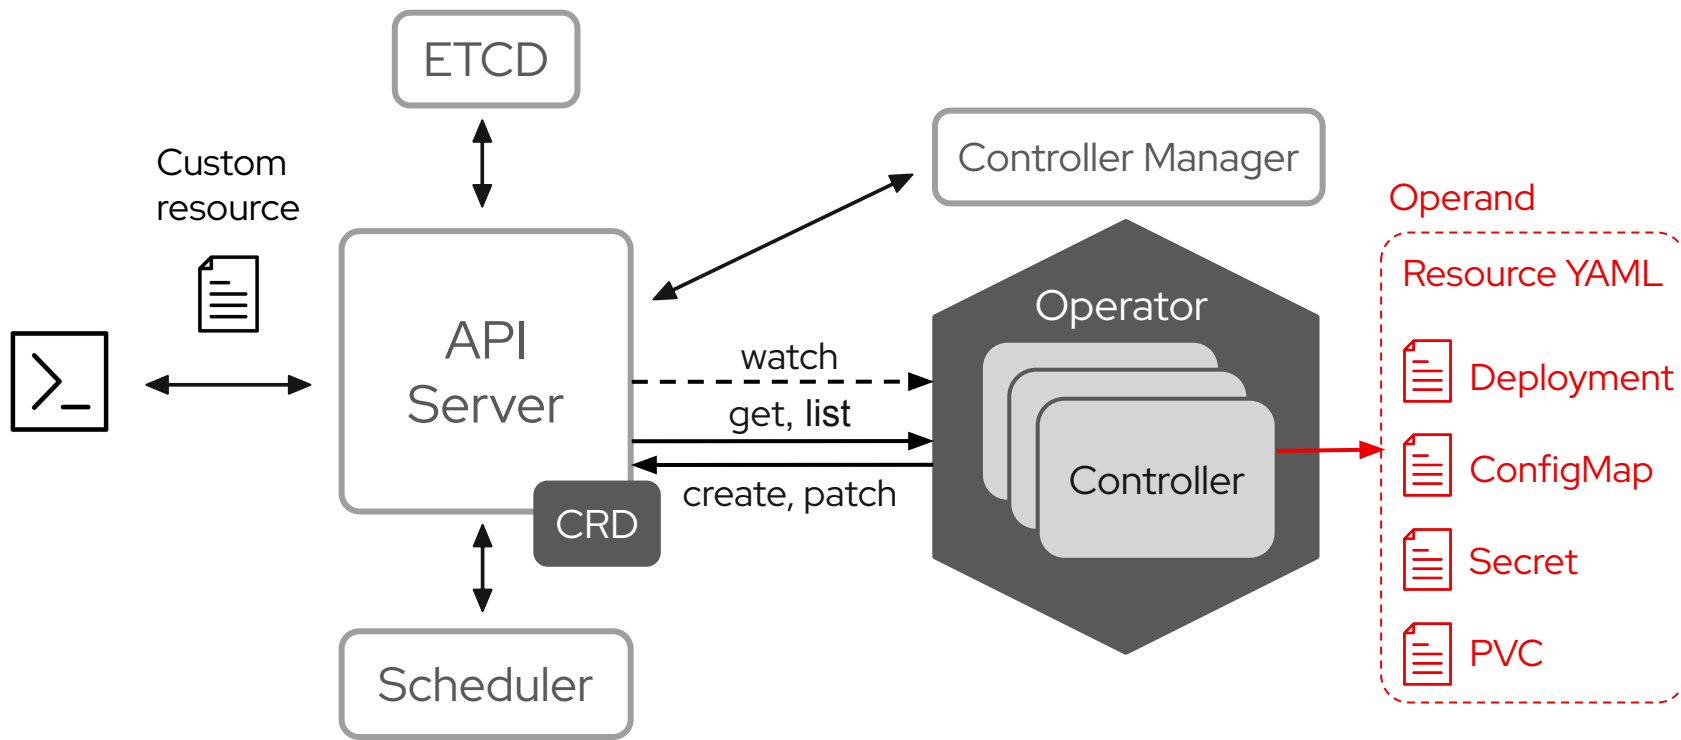 ETCD
Custom
resource
Controller Manager
Operand
Resource YAML
API
Server
Operator
watch
get, list
create, patch
CRD
Controller
Deployment
ConfigMap
Secret
PVC
Scheduler